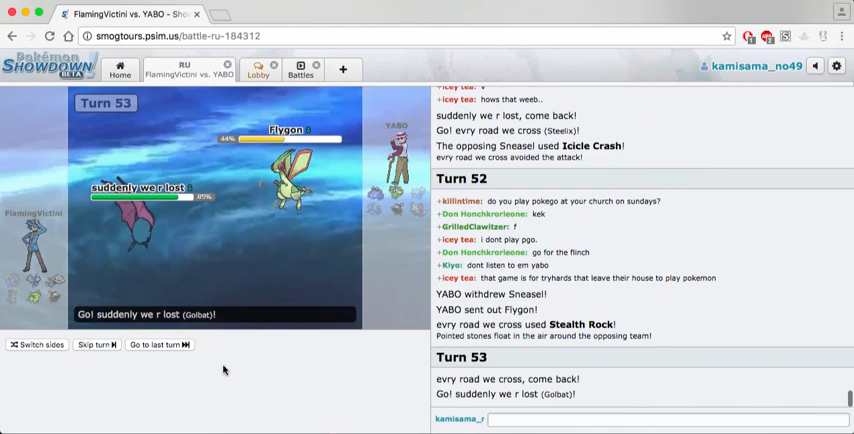 FlamingVictini vs. YABO - Sho
smogtours.psim.us/battle-ru-184312
Pokémon
SHOWDOWN!
BETA
Home
RU
FlamingVictini vs. YABO
Lobby
Battles
kamisama_no49
Turn 53
Flygon
44%
YABO
suddenly we r lost
85%
FlamingVictini
Go! suddenly we r lost (Golbat)!
Switch sides
Skip turn
Go to last turn
+icey tea: v
+icey tea: hows that weeb..
suddenly we r lost, come back!
Go! evry road we cross (Steelix)!
The opposing Sneasel used Icicle Crash!
evry road we cross avoided the attack!
Turn 52
+killintime: do you play pokego at your church on sundays?
+Don Honchkrorleone: kek
+GrilledClawitzer: f
+icey tea: i dont play pgo.
+Don Honchkrorleone: go for the flinch
+Kiyo: dont listen to em yabo
+icey tea: that game is for tryhards that leave their house to play pokemon
YABO withdrew Sneasel!
YABO sent out Flygon!
evry road we cross used Stealth Rock!
Pointed stones float in the air around the opposing team!
Turn 53
evry road we cross, come back!
Go! suddenly we r lost (Golbat)!
kamisama_r